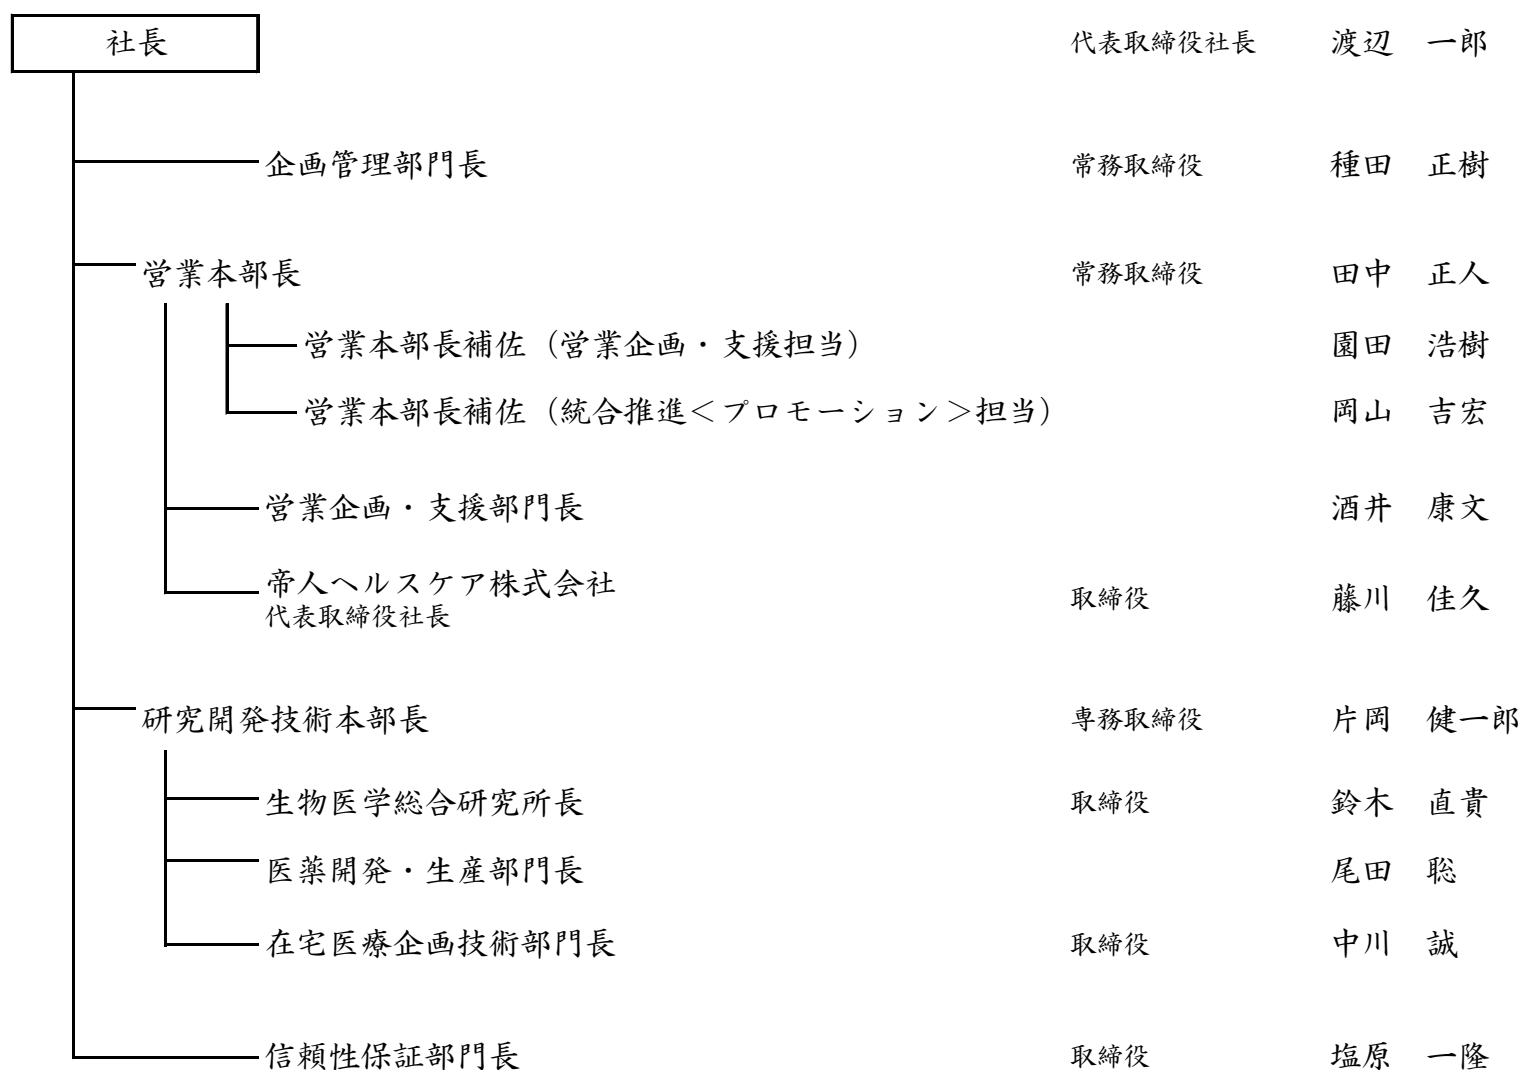 社長 代表取締役社長 渡辺 一郎
企画管理部門長 常務取締役 種田 正樹
営業本部長 常務取締役 田中 正人
営業本部長補佐（営業企画・支援担当） 園田 浩樹
営業本部長補佐（統合推進＜プロモーション＞担当） 岡山 吉宏
営業企画・支援部門長 酒井 康文
帝人ヘルスケア株式会社
代表取締役社長 取締役 藤川 佳久
研究開発技術本部長 専務取締役 片岡 健一郎
生物医学総合研究所長 取締役 鈴木 直貴
医薬開発・生産部門長 尾田 聡
在宅医療企画技術部門長 取締役 中川 誠
信頼性保証部門長 取締役 塩原 一隆